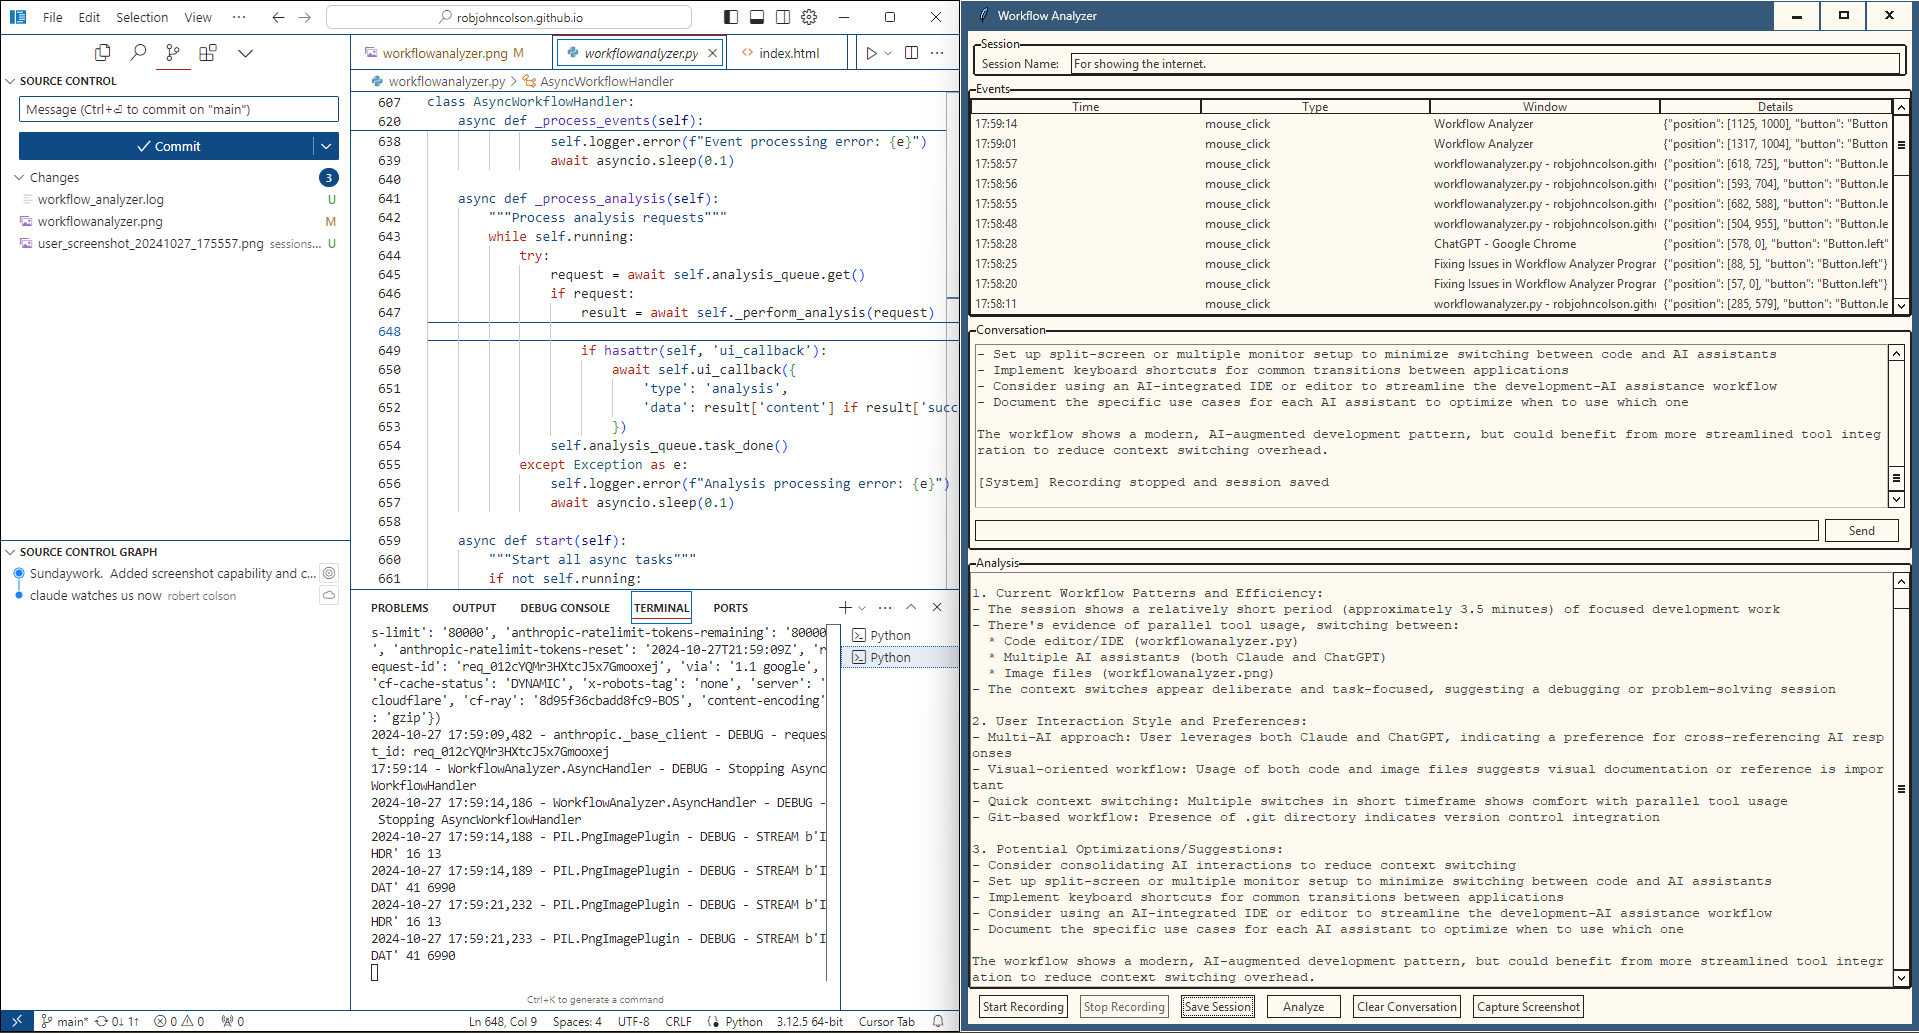 File Edit Selection View ··· robjohncolson.github.io
SOURCE CONTROL
Message (Ctrl+⏎ to commit on "main")
Commit
Changes 3
workflow_analyzer.log U
workflowanalyzer.png M
user_screenshot_20241027_175557.png sessions... U
SOURCE CONTROL GRAPH
Sundaywork. Added screenshot capability and c...
claude watches us now robert colson
workflowanalyzer.png M workflowanalyzer.py index.html
workflowanalyzer.py > AsyncWorkflowHandler
607 class AsyncWorkflowHandler:
620 async def _process_events(self):
638 self.logger.error(f"Event processing error: {e}")
639 await asyncio.sleep(0.1)
640
641 async def _process_analysis(self):
642 """Process analysis requests"""
643 while self.running:
644 try:
645 request = await self.analysis_queue.get()
646 if request:
647 result = await self._perform_analysis(request)
648
649 if hasattr(self, 'ui_callback'):
650 await self.ui_callback({
651 'type': 'analysis',
652 'data': result['content'] if result['succ
653 })
654 self.analysis_queue.task_done()
655 except Exception as e:
656 self.logger.error(f"Analysis processing error: {e}")
657 await asyncio.sleep(0.1)
658
659 async def start(self):
660 """Start all async tasks"""
661 if not self.running:
PROBLEMS OUTPUT DEBUG CONSOLE TERMINAL PORTS
s-limit': '80000', 'anthropic-ratelimit-tokens-remaining': '80000
', 'anthropic-ratelimit-tokens-reset': '2024-10-27T21:59:09Z', 'r
equest-id': 'req_012cYQMr3HXtcJ5x7Gmooxej', 'via': '1.1 google',
'cf-cache-status': 'DYNAMIC', 'x-robots-tag': 'none', 'server': '
cloudflare', 'cf-ray': '8d95f36cbadd8fc9-BOS', 'content-encoding'
: 'gzip'})
2024-10-27 17:59:09,482 - anthropic._base_client - DEBUG - reques
t_id: req_012cYQMr3HXtcJ5x7Gmooxej
17:59:14 - WorkflowAnalyzer.AsyncHandler - DEBUG - Stopping Async
WorkflowHandler
2024-10-27 17:59:14,186 - WorkflowAnalyzer.AsyncHandler - DEBUG -
Stopping AsyncWorkflowHandler
2024-10-27 17:59:14,188 - PIL.PngImagePlugin - DEBUG - STREAM b'I
HDR' 16 13
2024-10-27 17:59:14,189 - PIL.PngImagePlugin - DEBUG - STREAM b'I
DAT' 41 6990
2024-10-27 17:59:21,232 - PIL.PngImagePlugin - DEBUG - STREAM b'I
HDR' 16 13
2024-10-27 17:59:21,233 - PIL.PngImagePlugin - DEBUG - STREAM b'I
DAT' 41 6990
Python
Python
Ctrl+K to generate a command
main* 0↓ 1↑ 0 0 0 Ln 648, Col 9 Spaces: 4 UTF-8 CRLF Python 3.12.5 64-bit Cursor Tab
Workflow Analyzer
Session
Session Name: For showing the internet.
Events
Time Type Window Details
17:59:14 mouse_click Workflow Analyzer {"position": [1125, 1000], "button": "Button
17:59:01 mouse_click Workflow Analyzer {"position": [1317, 1004], "button": "Button
17:58:57 mouse_click workflowanalyzer.py - robjohncolson.gith {"position": [618, 725], "button": "Button.le
17:58:56 mouse_click workflowanalyzer.py - robjohncolson.gith {"position": [593, 704], "button": "Button.le
17:58:55 mouse_click workflowanalyzer.py - robjohncolson.gith {"position": [682, 588], "button": "Button.le
17:58:48 mouse_click workflowanalyzer.py - robjohncolson.gith {"position": [504, 955], "button": "Button.le
17:58:28 mouse_click ChatGPT - Google Chrome {"position": [578, 0], "button": "Button.left"
17:58:25 mouse_click Fixing Issues in Workflow Analyzer Prograr {"position": [88, 5], "button": "Button.left"}
17:58:20 mouse_click Fixing Issues in Workflow Analyzer Prograr {"position": [57, 0], "button": "Button.left"}
17:58:11 mouse_click workflowanalyzer.py - robjohncolson.gith {"position": [285, 579], "button": "Button.le
Conversation
- Set up split-screen or multiple monitor setup to minimize switching between code and AI assistants
- Implement keyboard shortcuts for common transitions between applications
- Consider using an AI-integrated IDE or editor to streamline the development-AI assistance workflow
- Document the specific use cases for each AI assistant to optimize when to use which one
The workflow shows a modern, AI-augmented development pattern, but could benefit from more streamlined tool integ
ration to reduce context switching overhead.
[System] Recording stopped and session saved
Send
Analysis
1. Current Workflow Patterns and Efficiency:
- The session shows a relatively short period (approximately 3.5 minutes) of focused development work
- There's evidence of parallel tool usage, switching between:
* Code editor/IDE (workflowanalyzer.py)
* Multiple AI assistants (both Claude and ChatGPT)
* Image files (workflowanalyzer.png)
- The context switches appear deliberate and task-focused, suggesting a debugging or problem-solving session
2. User Interaction Style and Preferences:
- Multi-AI approach: User leverages both Claude and ChatGPT, indicating a preference for cross-referencing AI resp
onses
- Visual-oriented workflow: Usage of both code and image files suggests visual documentation or reference is impor
tant
- Quick context switching: Multiple switches in short timeframe shows comfort with parallel tool usage
- Git-based workflow: Presence of .git directory indicates version control integration
3. Potential Optimizations/Suggestions:
- Consider consolidating AI interactions to reduce context switching
- Set up split-screen or multiple monitor setup to minimize switching between code and AI assistants
- Implement keyboard shortcuts for common transitions between applications
- Consider using an AI-integrated IDE or editor to streamline the development-AI assistance workflow
- Document the specific use cases for each AI assistant to optimize when to use which one
The workflow shows a modern, AI-augmented development pattern, but could benefit from more streamlined tool integr
ation to reduce context switching overhead.
Start Recording Stop Recording Save Session Analyze Clear Conversation Capture Screenshot